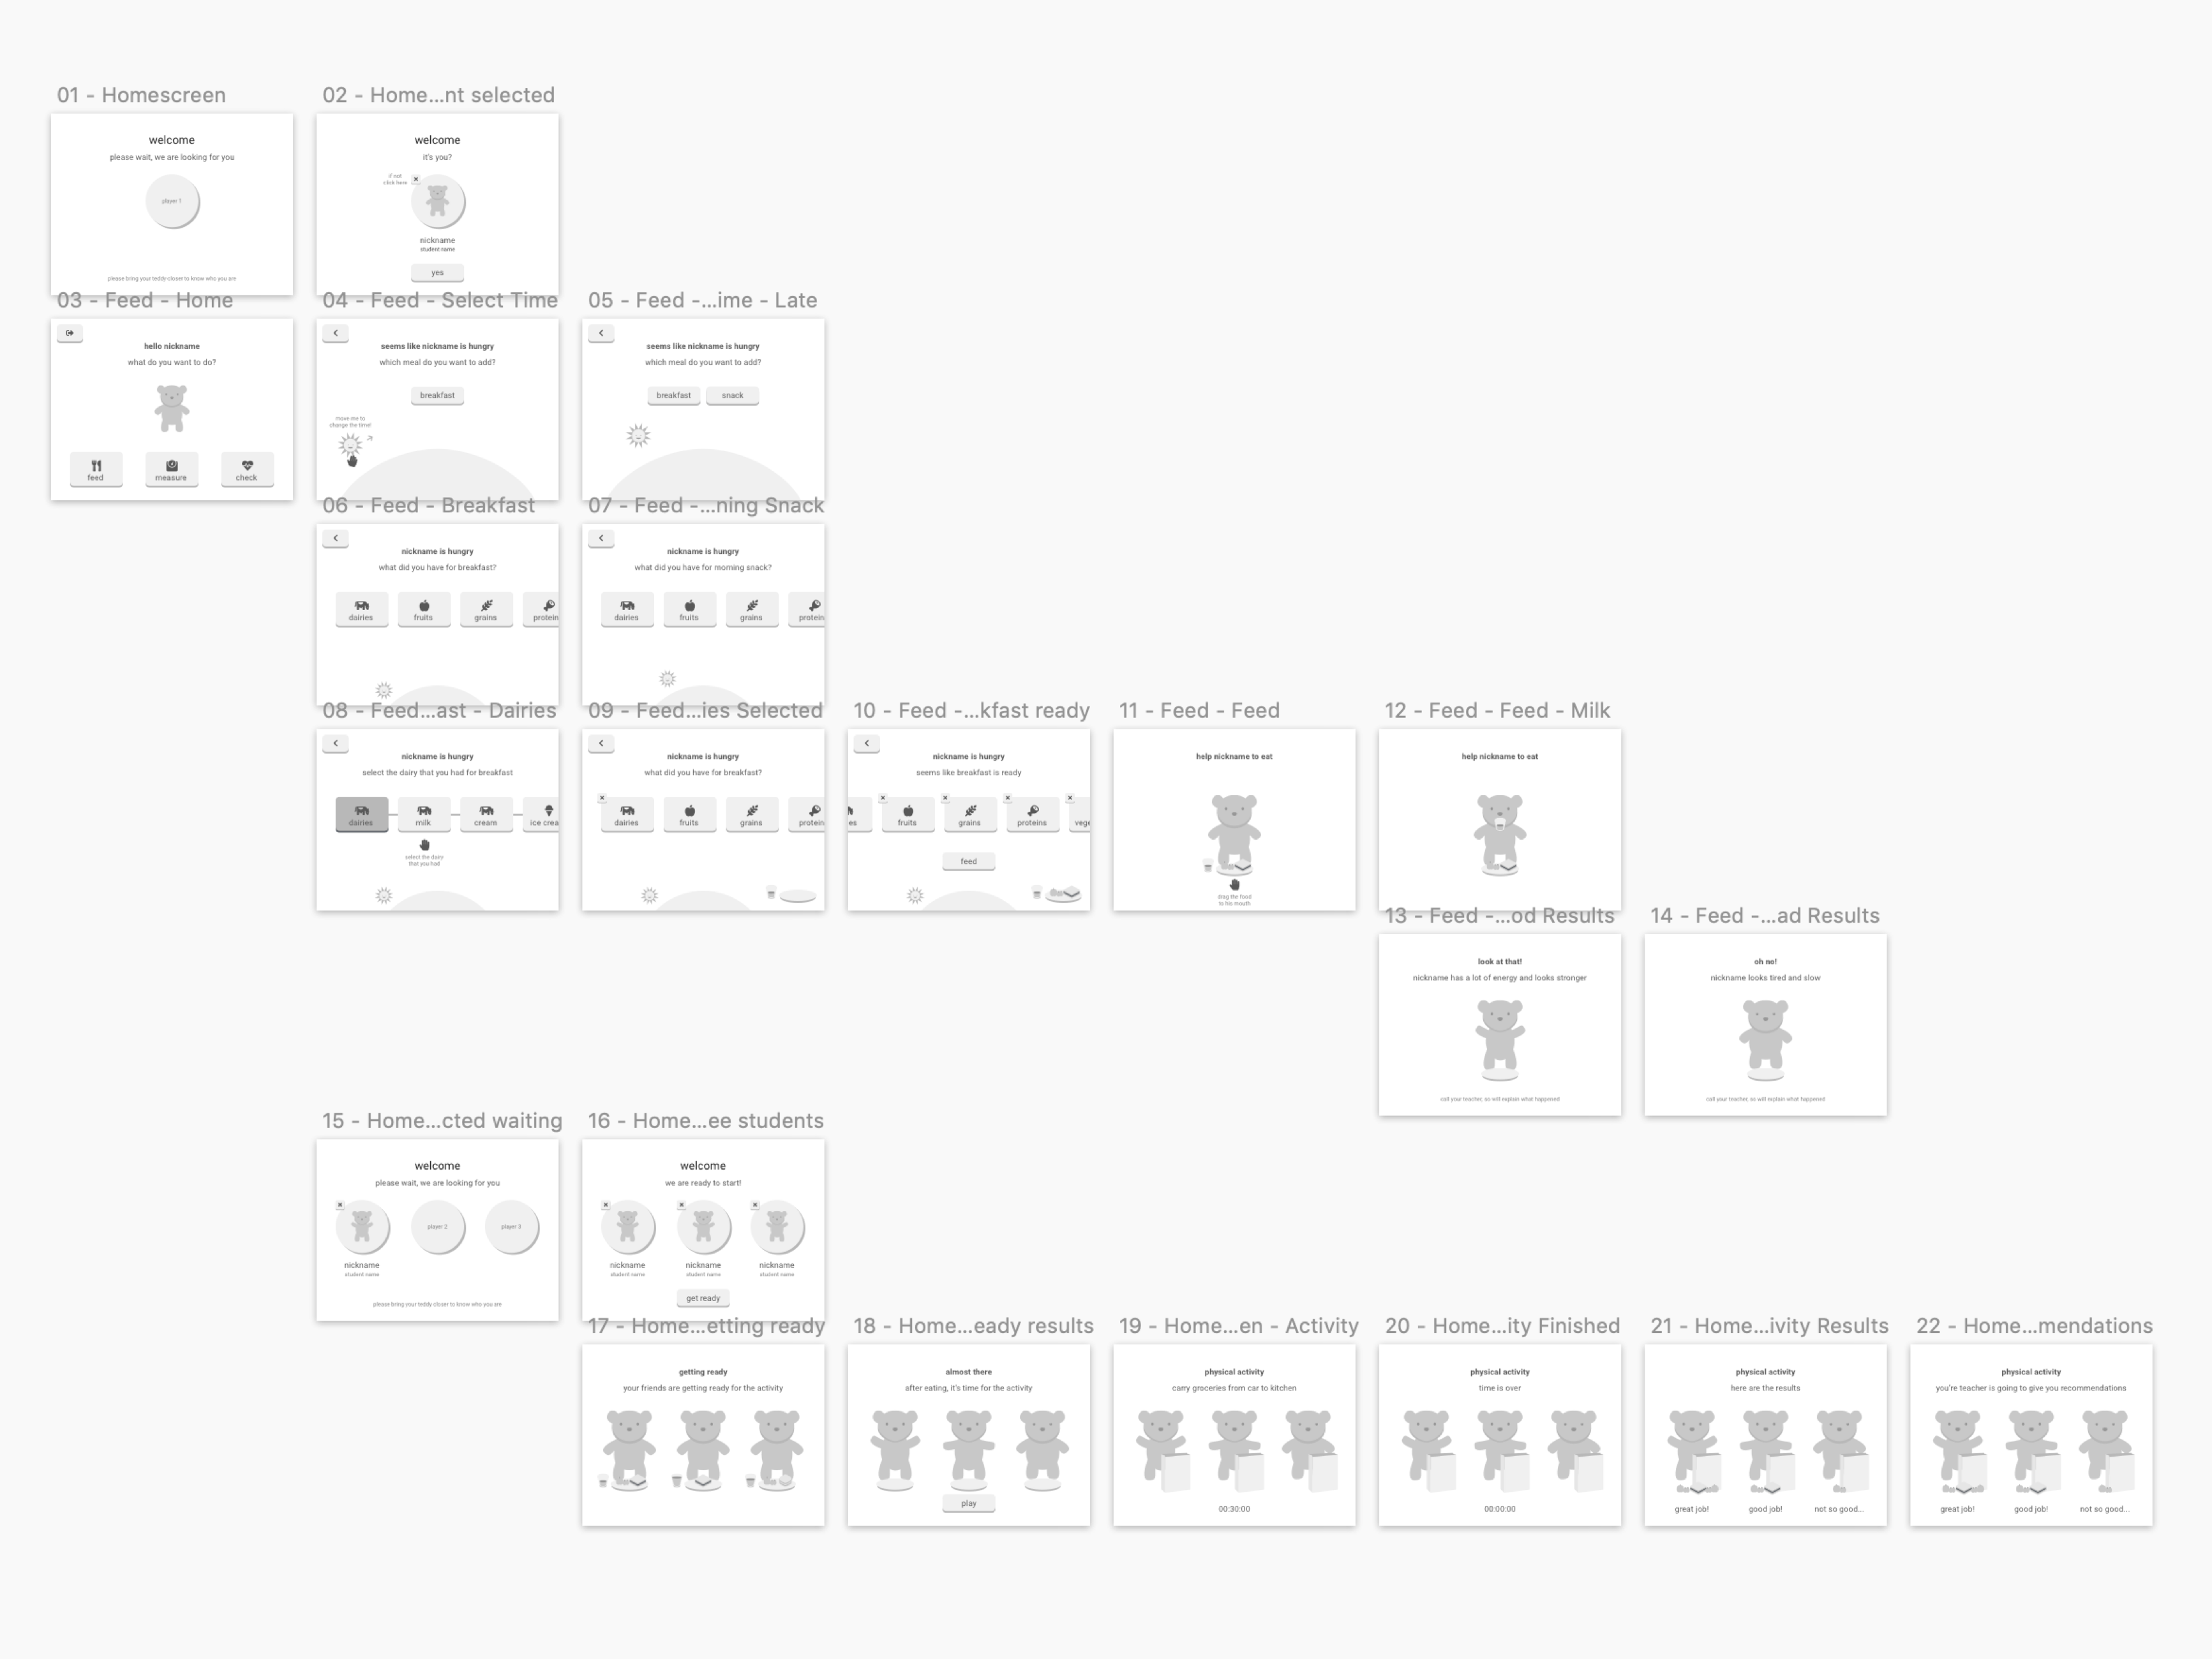 01 - Homescreen
welcome
please wait, we are looking for you
player 1
please bring your teddy closer to know who you are
02 - Home...nt selected
welcome
it's you?
if not
click here
nickname
student name
yes
03 - Feed - Home
hello nickname
what do you want to do?
feed
measure
check
04 - Feed - Select Time
seems like nickname is hungry
which meal do you want to add?
breakfast
move me to
change the time!
05 - Feed -...ime - Late
seems like nickname is hungry
which meal do you want to add?
breakfast
snack
06 - Feed - Breakfast
nickname is hungry
what did you have for breakfast?
dairies
fruits
grains
protein
07 - Feed -...ning Snack
nickname is hungry
what did you have for morning snack?
dairies
fruits
grains
protein
08 - Feed...ast - Dairies
nickname is hungry
select the dairy that you had for breakfast
dairies
milk
cream
ice crea
select the dairy
that you had
09 - Feed...ies Selected
nickname is hungry
what did you have for breakfast?
dairies
fruits
grains
protein
10 - Feed -...kfast ready
nickname is hungry
seems like breakfast is ready
es
fruits
grains
proteins
vege
feed
11 - Feed - Feed
help nickname to eat
drag the food
to his mouth
12 - Feed - Feed - Milk
help nickname to eat
13 - Feed -...od Results
look at that!
nickname has a lot of energy and looks stronger
call your teacher, so will explain what happened
14 - Feed -...ad Results
oh no!
nickname looks tired and slow
call your teacher, so will explain what happened
15 - Home...cted waiting
welcome
please wait, we are looking for you
player 2
player 3
nickname
student name
please bring your teddy closer to know who you are
16 - Home...ee students
welcome
we are ready to start!
nickname
student name
nickname
student name
nickname
student name
get ready
17 - Home...etting ready
getting ready
your friends are getting ready for the activity
18 - Home...eady results
almost there
after eating, it's time for the activity
play
19 - Home...en - Activity
physical activity
carry groceries from car to kitchen
00:30:00
20 - Home...ity Finished
physical activity
time is over
00:00:00
21 - Home...ivity Results
physical activity
here are the results
great job!
good job!
not so good...
22 - Home...mendations
physical activity
you're teacher is going to give you recommendations
great job!
good job!
not so good...